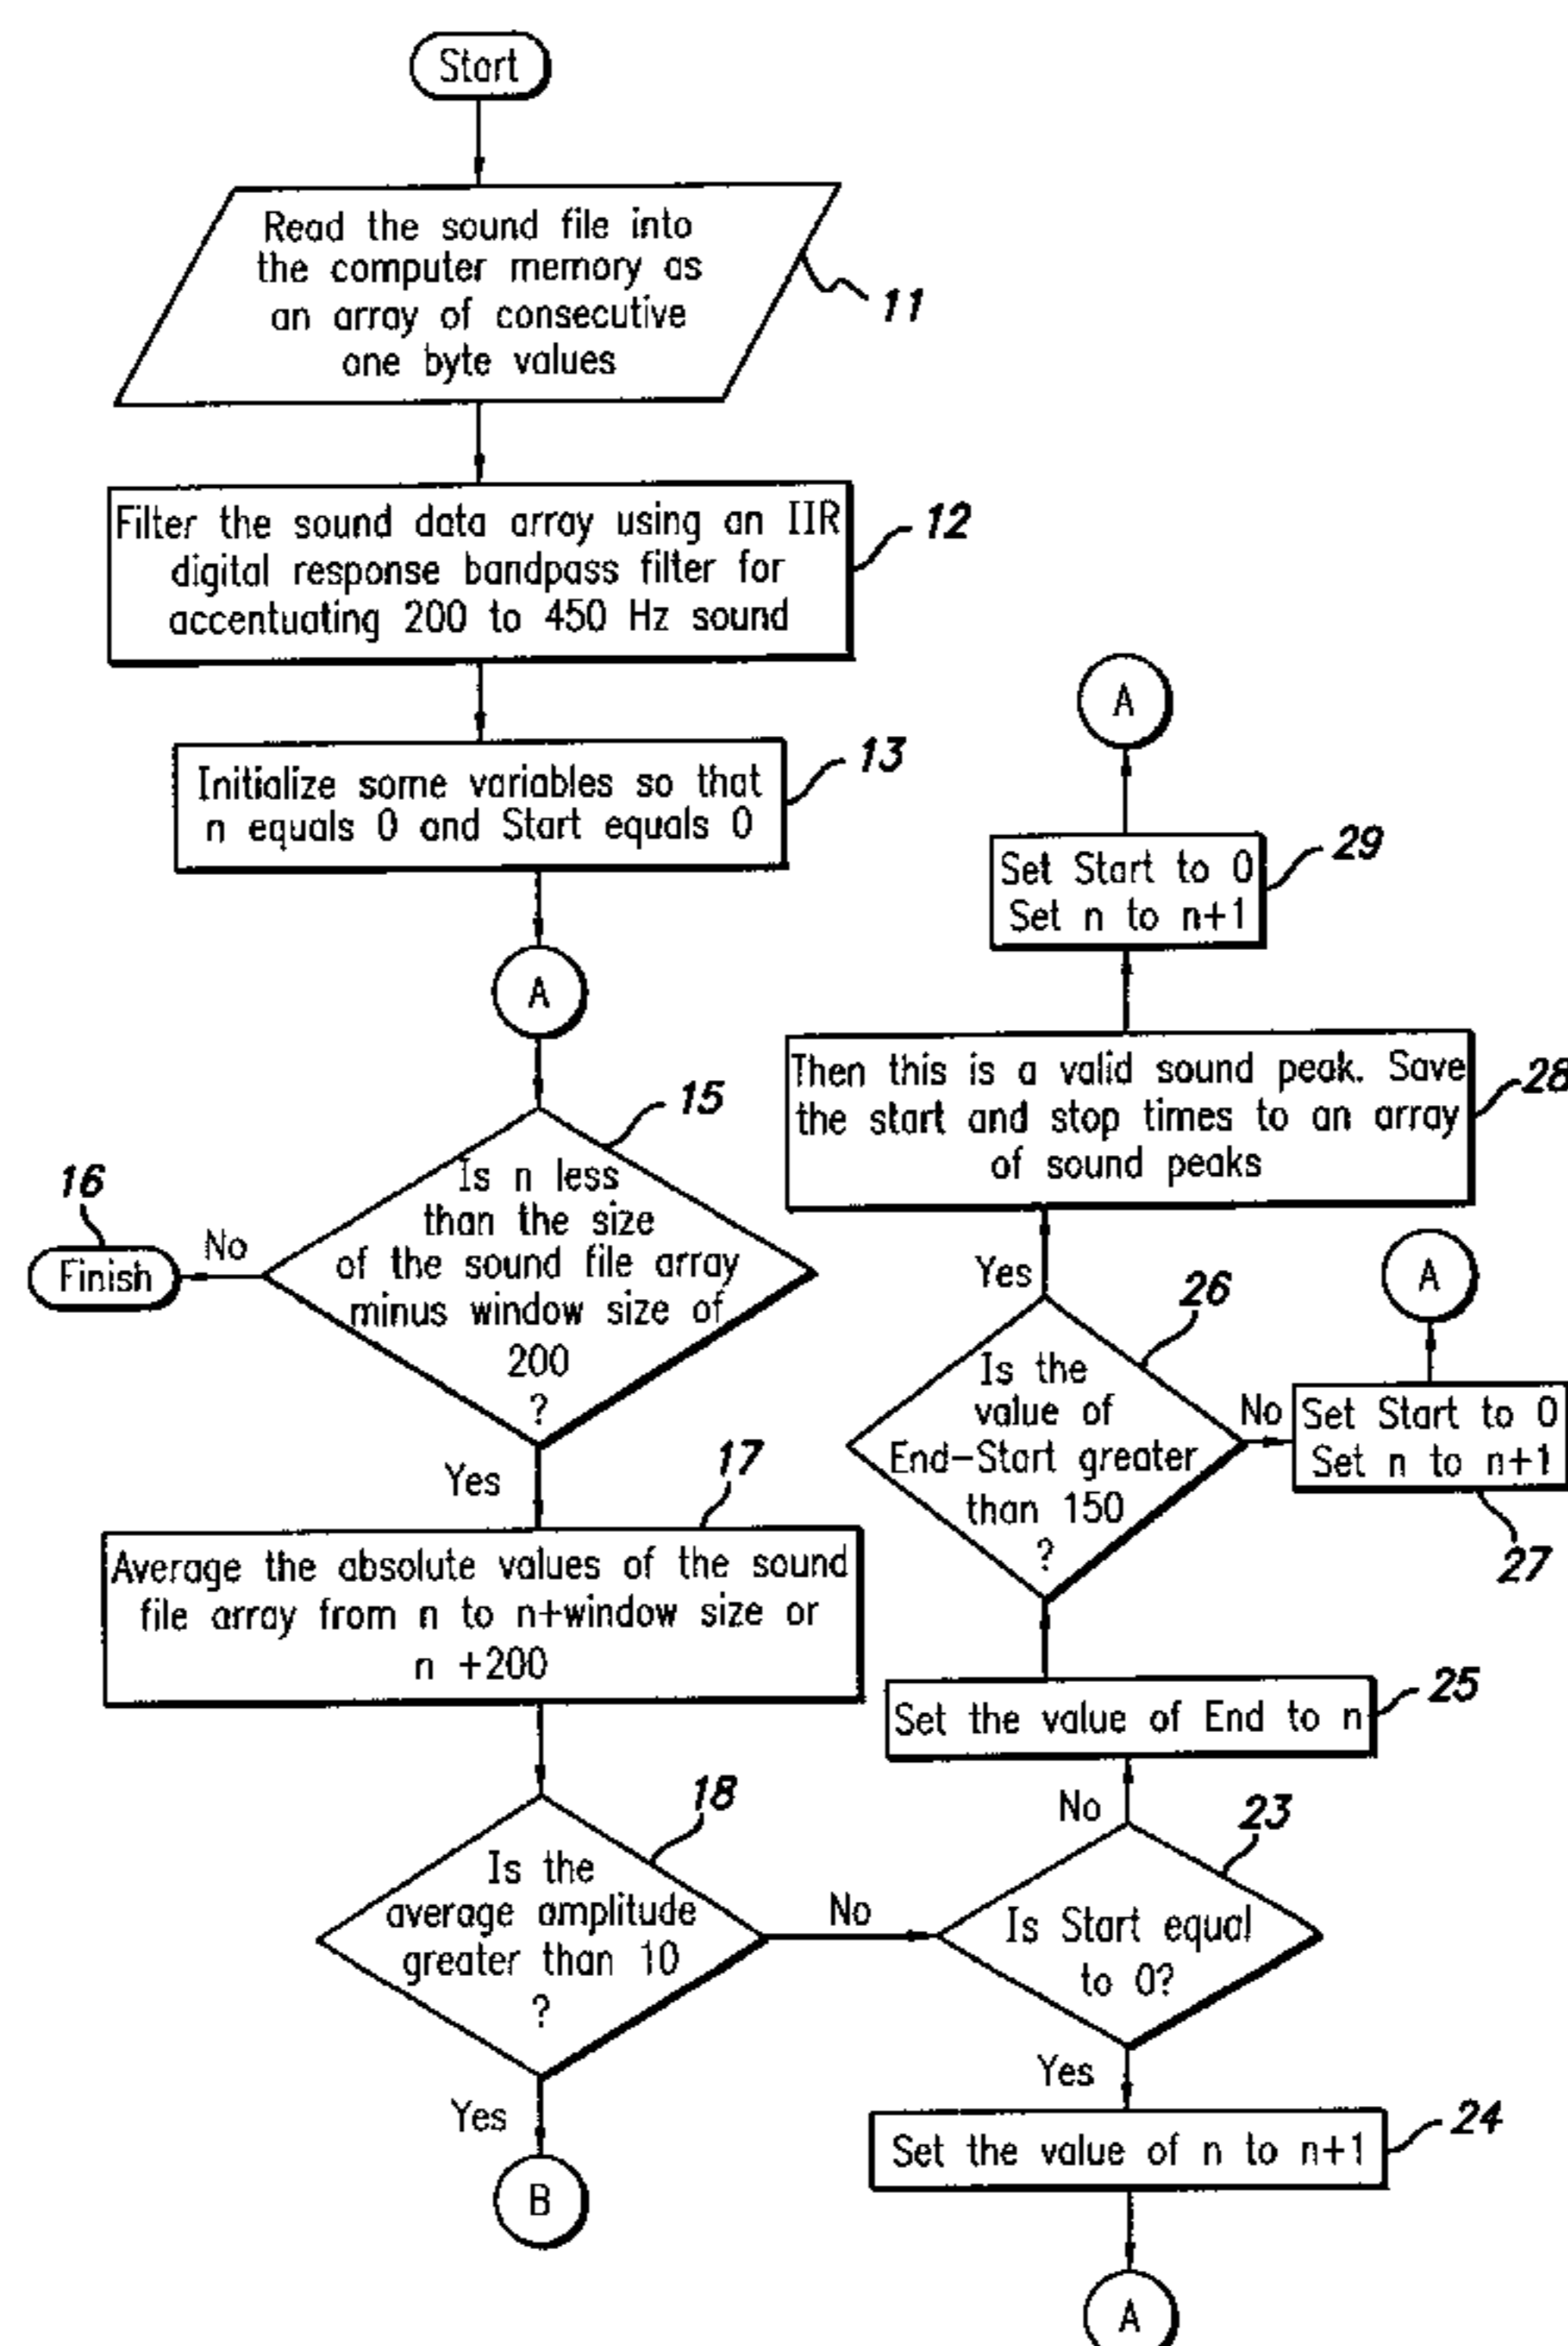 Start
Read the sound file into
the computer memory as
an array of consecutive
one byte values
11
Filter the sound data array using an IIR
digital response bandpass filter for
accentuating 200 to 450 Hz sound
12
Initialize some variables so that
n equals 0 and Start equals 0
13
A
Is n less
than the size
of the sound file array
minus window size of
200
?
15
No
Finish
16
Yes
Average the absolute values of the sound
file array from n to n+window size or
n +200
17
Is the
average amplitude
greater than 10
?
18
Yes
B
No
Is Start equal
to 0?
23
Yes
Set the value of n to n+1
24
A
No
Set the value of End to n
25
Is the
value of
End-Start greater
than 150
?
26
No
Set Start to 0
Set n to n+1
27
A
Yes
Then this is a valid sound peak. Save
the start and stop times to an array
of sound peaks
28
Set Start to 0
Set n to n+1
29
A